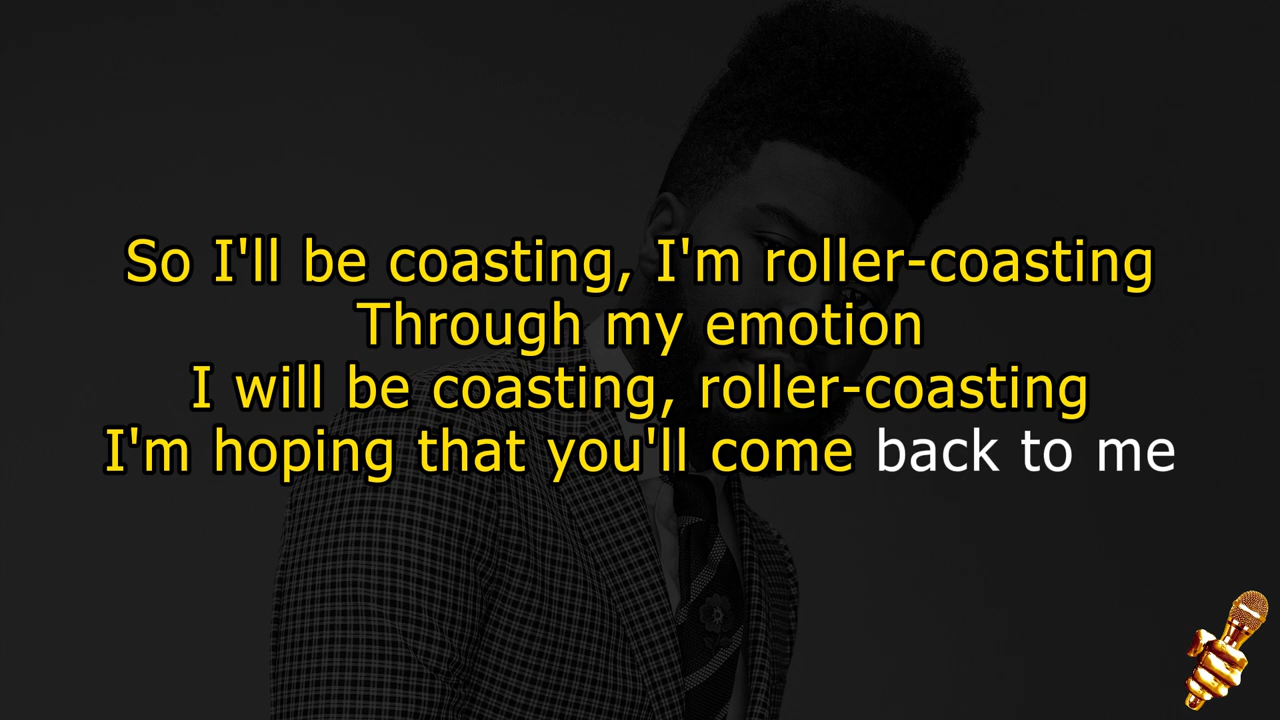 So I'll be coasting, I'm roller-coasting
Through my emotion
I will be coasting, roller-coasting
I'm hoping that you'll come back to me